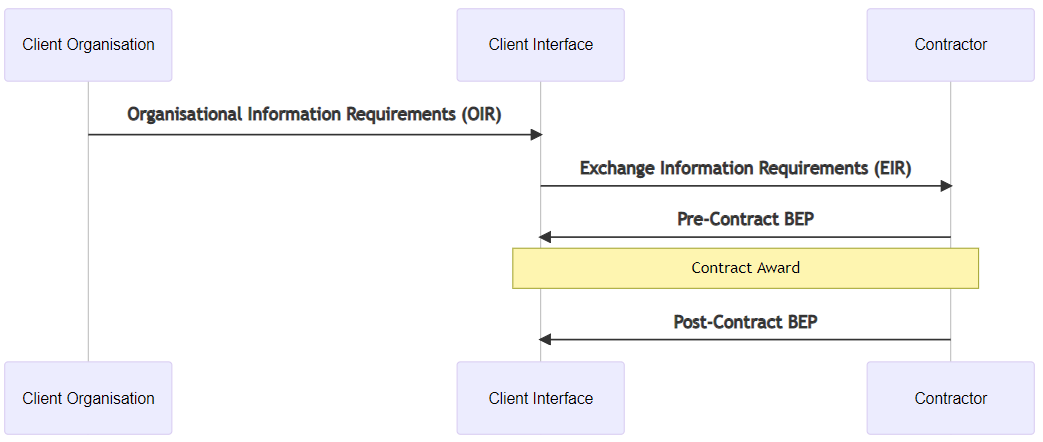 Client Organisation
Client Interface
Contractor
Organisational Information Requirements (OIR)
Exchange Information Requirements (EIR)
Pre-Contract BEP
Contract Award
Post-Contract BEP
Client Organisation
Client Interface
Contractor